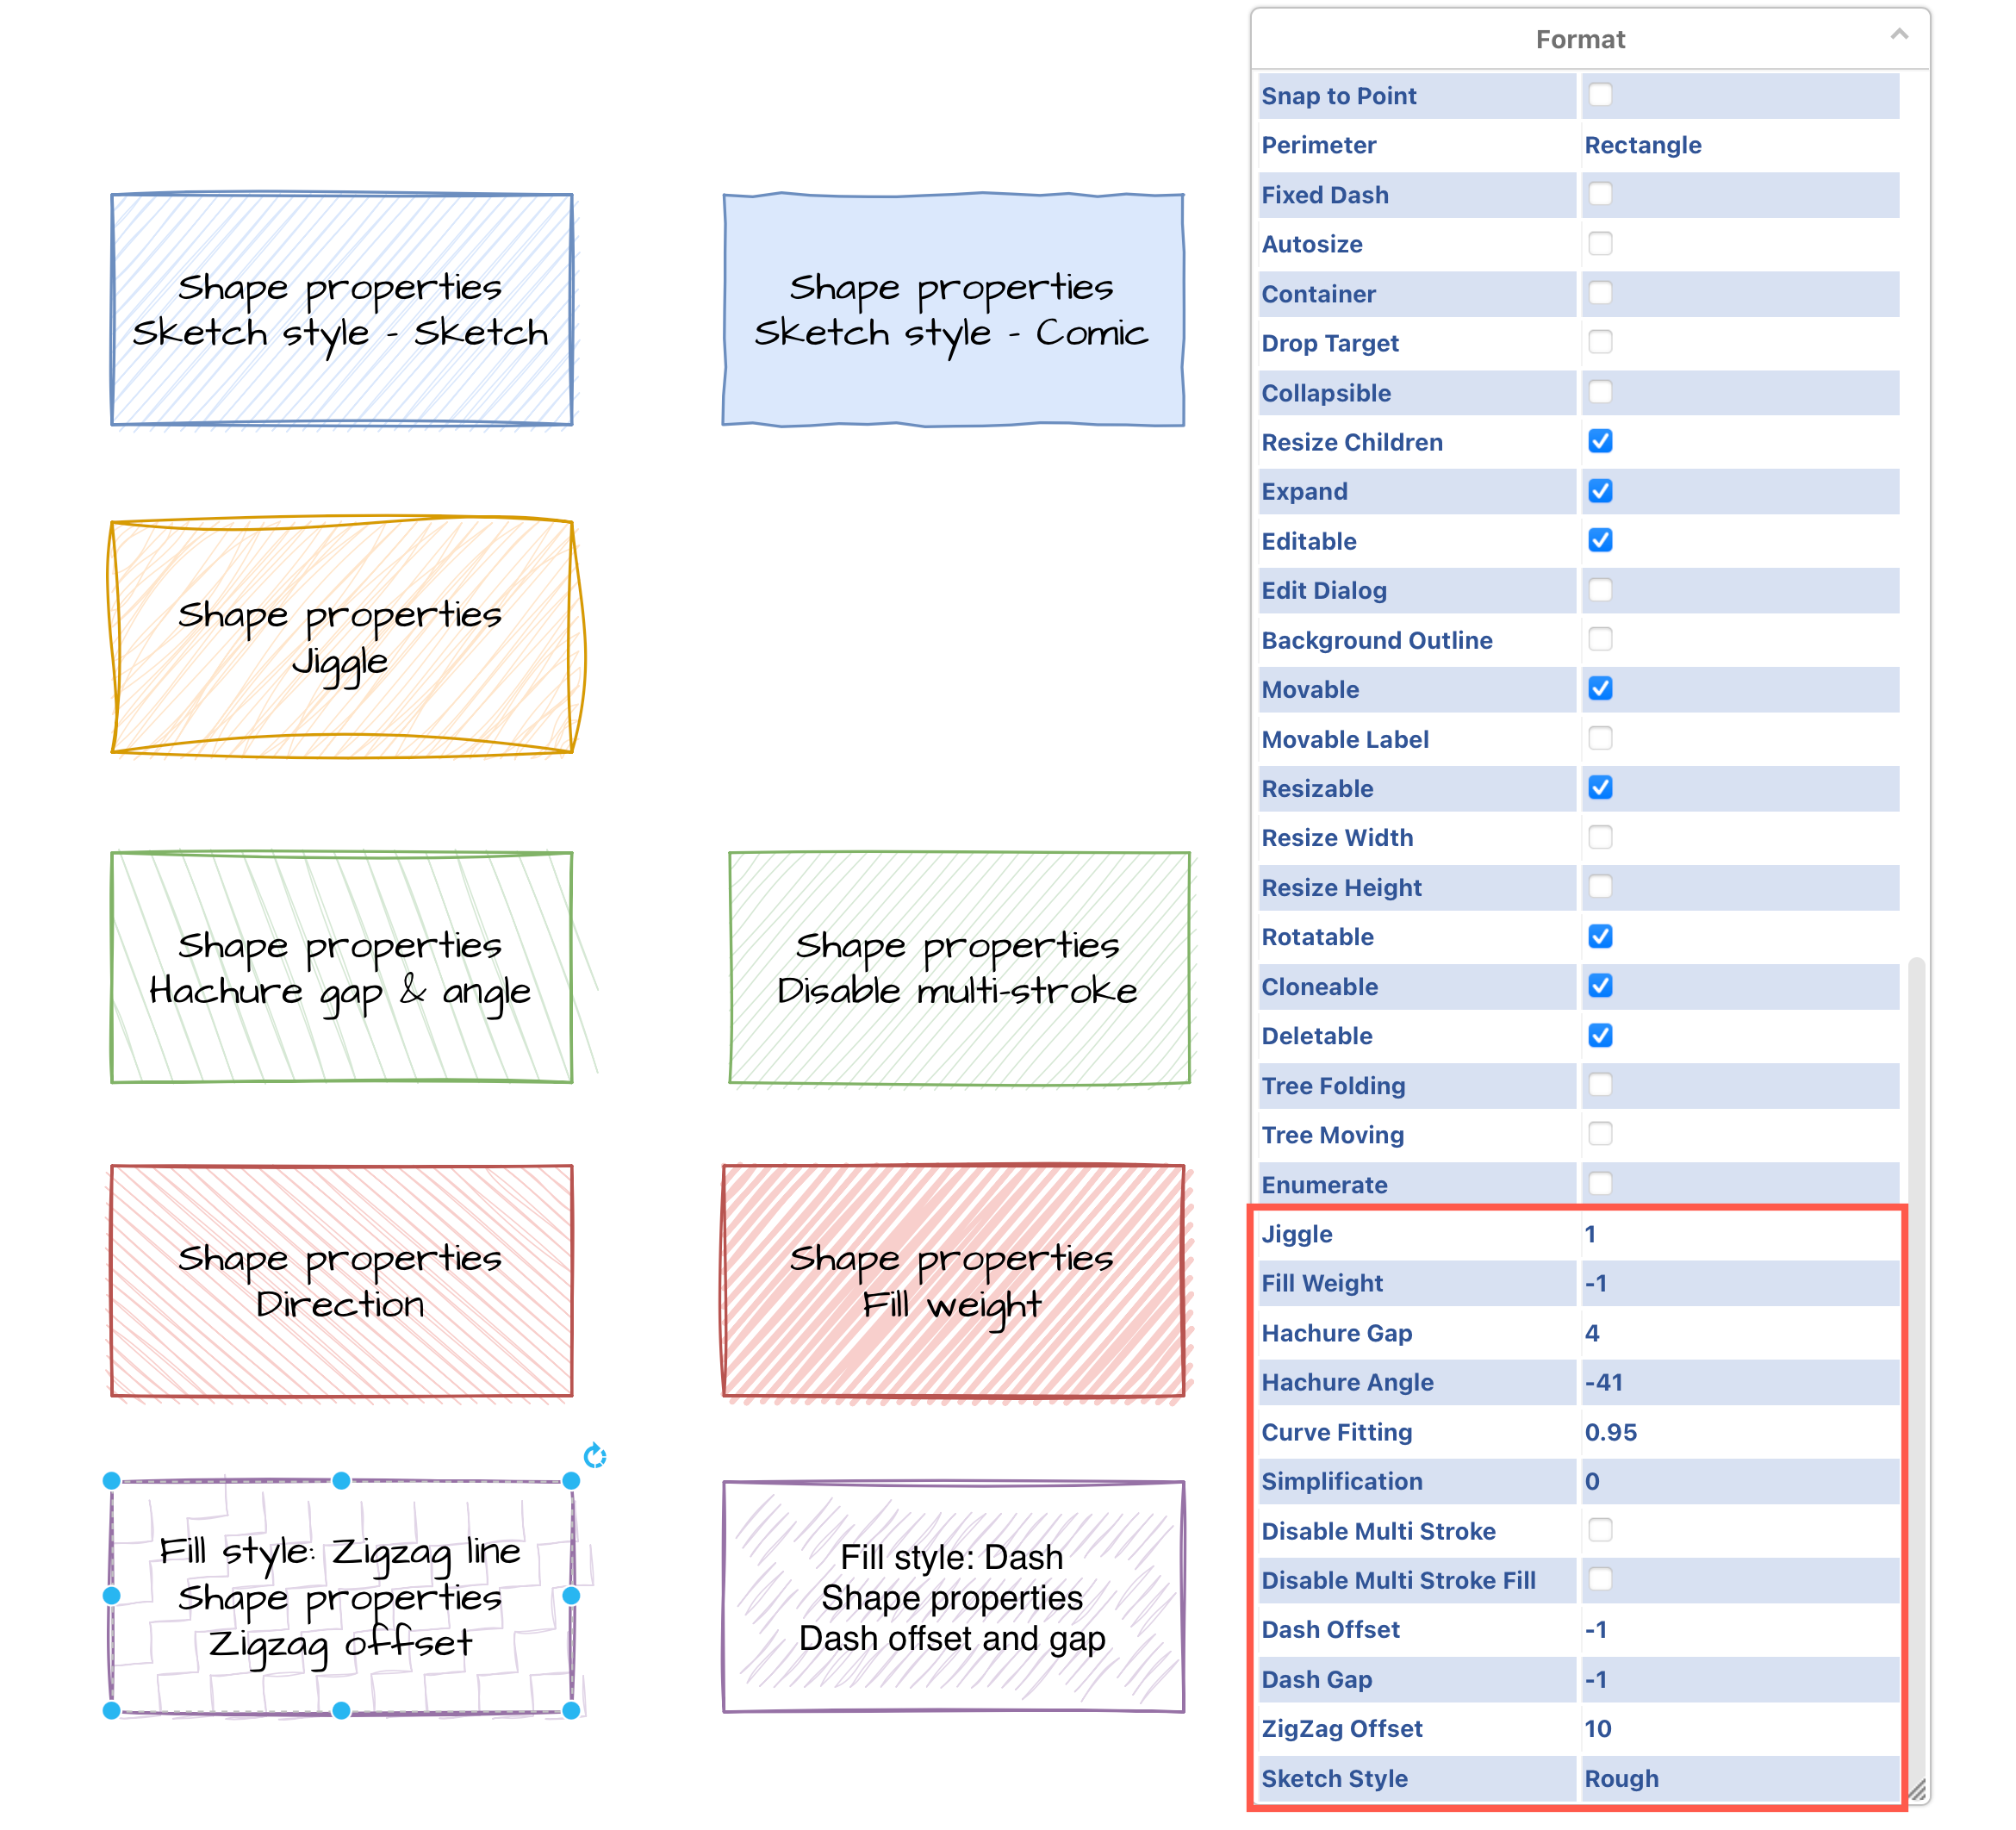 Shape properties
Sketch style - Sketch
Shape properties
Sketch style - Comic
Shape properties
Jiggle
Shape properties
Hachure gap & angle
Shape properties
Disable multi-stroke
Shape properties
Direction
Shape properties
Fill weight
Fill style: Zigzag line
Shape properties
Zigzag offset
Fill style: Dash
Shape properties
Dash offset and gap
Format
Snap to Point
Perimeter Rectangle
Fixed Dash
Autosize
Container
Drop Target
Collapsible
Resize Children
Expand
Editable
Edit Dialog
Background Outline
Movable
Movable Label
Resizable
Resize Width
Resize Height
Rotatable
Cloneable
Deletable
Tree Folding
Tree Moving
Enumerate
Jiggle 1
Fill Weight -1
Hachure Gap 4
Hachure Angle -41
Curve Fitting 0.95
Simplification 0
Disable Multi Stroke
Disable Multi Stroke Fill
Dash Offset -1
Dash Gap -1
ZigZag Offset 10
Sketch Style Rough